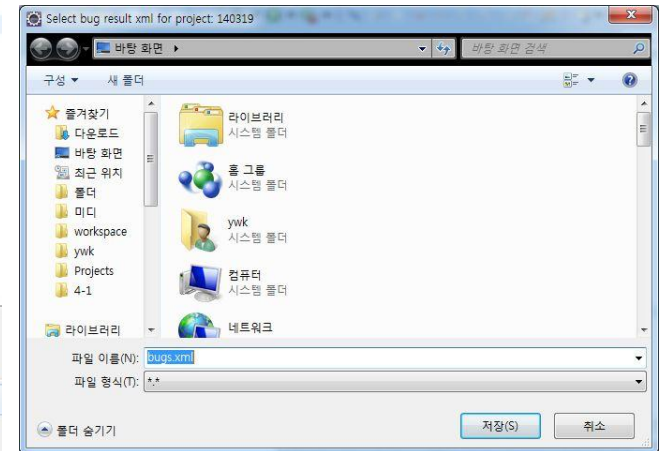 Select bug result xml for project: 140319
바탕 화면
바탕 화면 검색
구성
새 폴더
즐겨찾기
다운로드
바탕 화면
최근 위치
폴더
미디
workspace
ywk
Projects
4-1
라이브러리
라이브러리
시스템 폴더
홈 그룹
시스템 폴더
ywk
시스템 폴더
컴퓨터
시스템 폴더
네트워크
파일 이름(N): bugs.xml
파일 형식(T): *.*
폴더 숨기기
저장(S)
취소